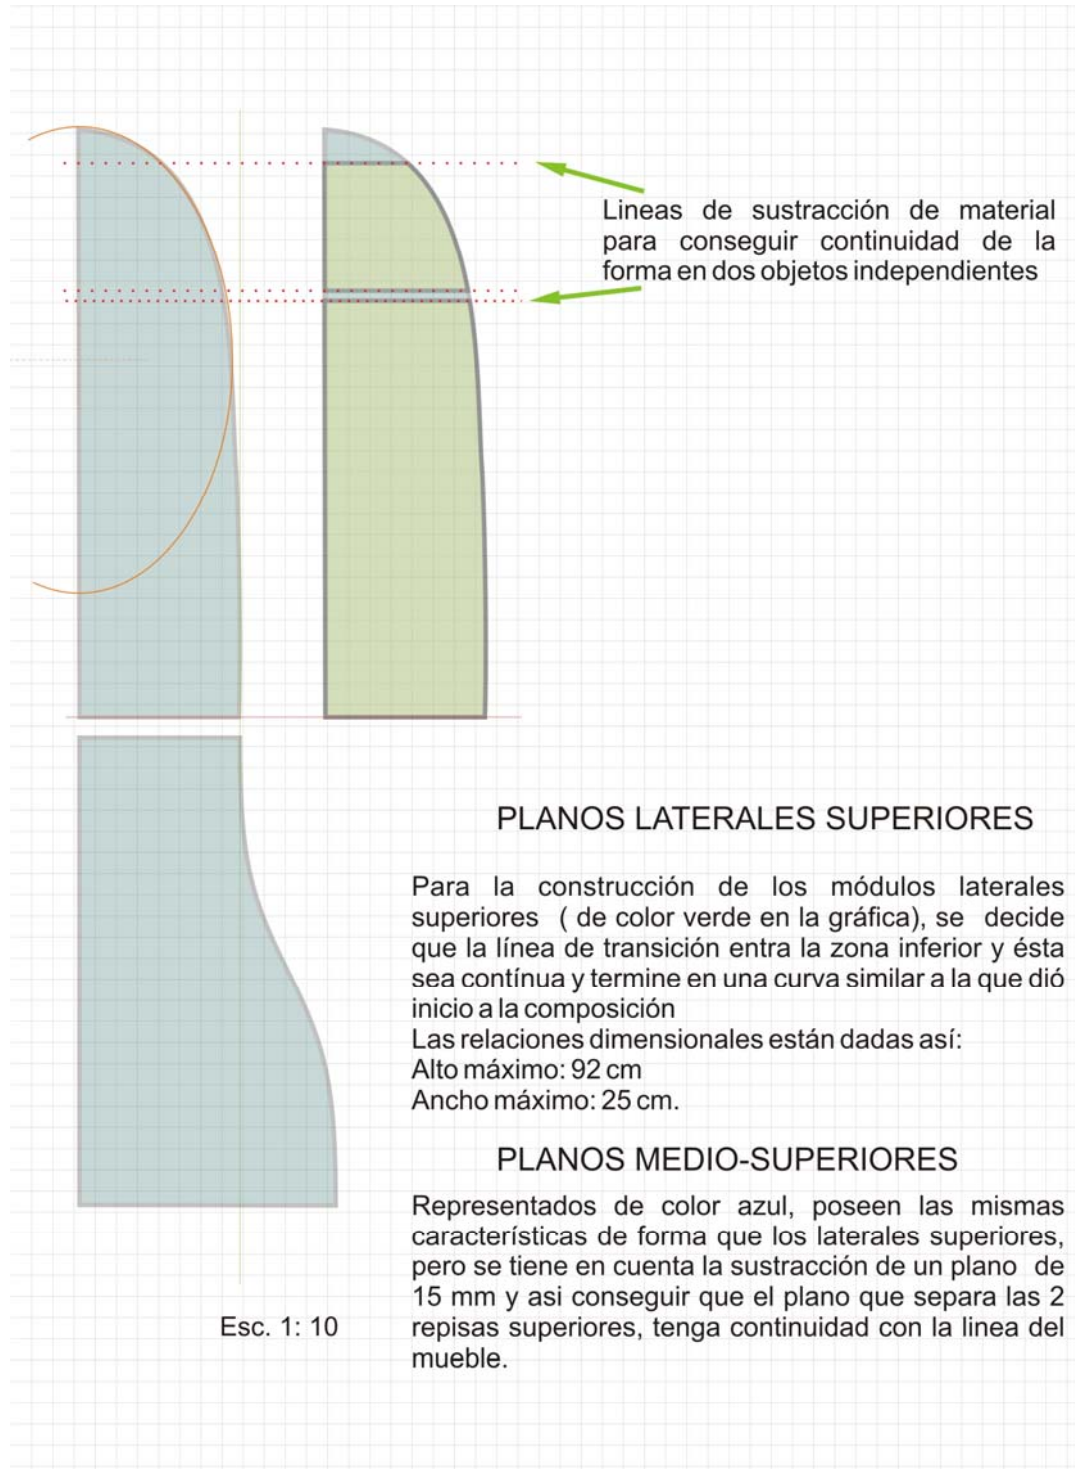 Lineas de sustracción de material
para conseguir continuidad de la
forma en dos objetos independientes
PLANOS LATERALES SUPERIORES
Para la construcción de los módulos laterales
superiores ( de color verde en la gráfica), se decide
que la línea de transición entra la zona inferior y ésta
sea contínua y termine en una curva similar a la que dió
inicio a la composición
Las relaciones dimensionales están dadas así:
Alto máximo: 92 cm
Ancho máximo: 25 cm.
PLANOS MEDIO-SUPERIORES
Representados de color azul, poseen las mismas
características de forma que los laterales superiores,
pero se tiene en cuenta la sustracción de un plano de
15 mm y asi conseguir que el plano que separa las 2
repisas superiores, tenga continuidad con la linea del
mueble.
Esc. 1: 10